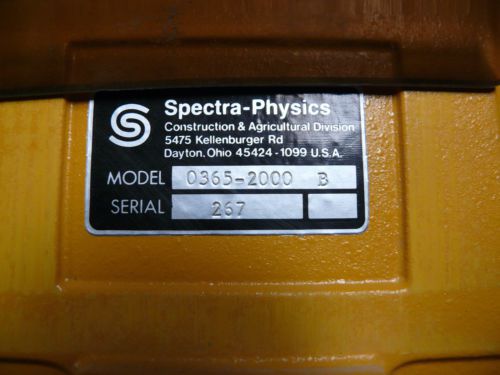 Spectra-Physics
Construction & Agricultural Division
5475 Kellenburger Rd
Dayton, Ohio 45424-1099 U.S.A.
MODEL 0365-2000 B
SERIAL 267